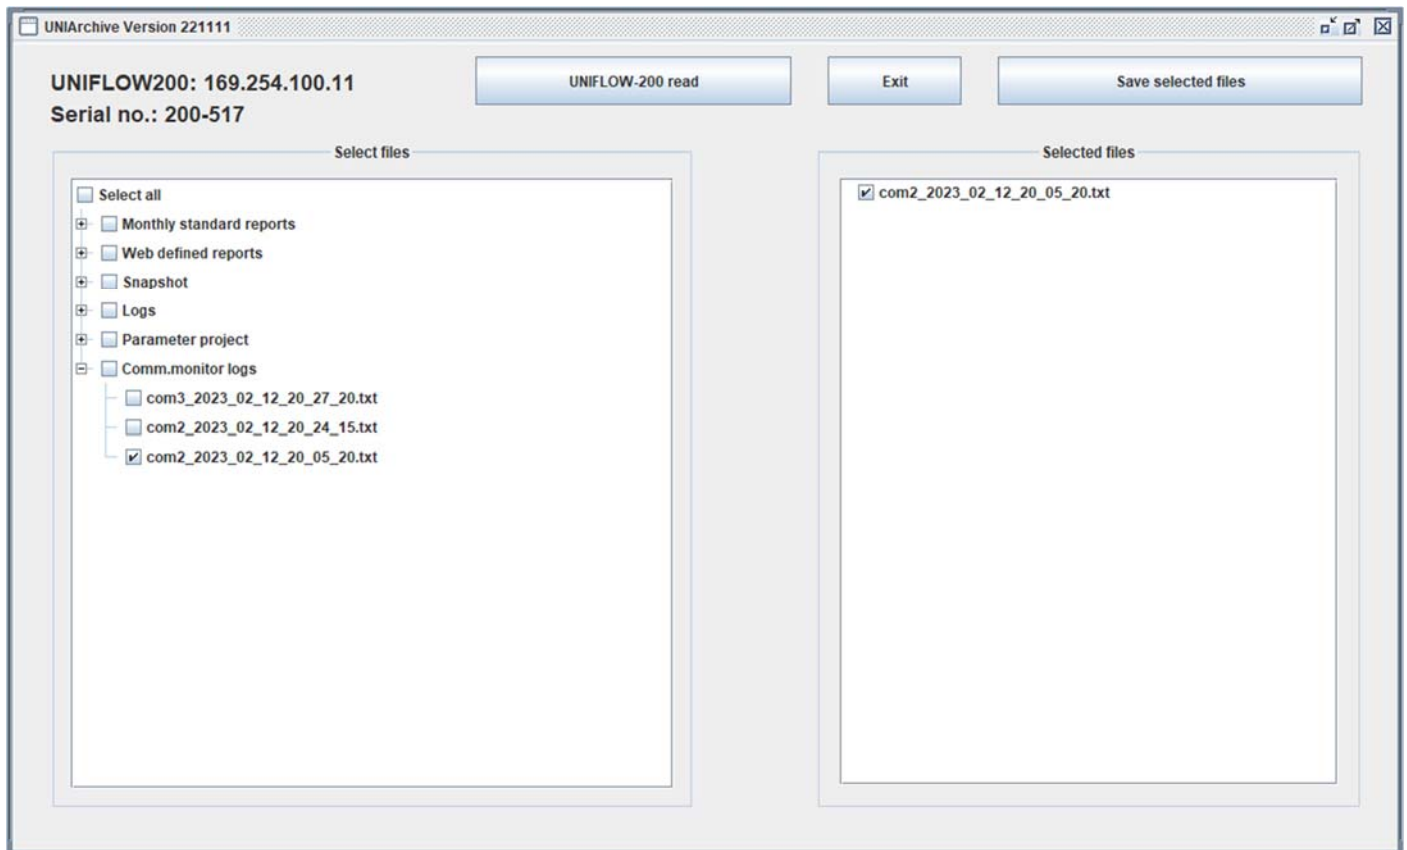 UNIArchive Version 221111
UNIFLOW200: 169.254.100.11
Serial no.: 200-517
UNIFLOW-200 read
Exit
Save selected files
Select files
Select all
Monthly standard reports
Web defined reports
Snapshot
Logs
Parameter project
Comm.monitor logs
com3_2023_02_12_20_27_20.txt
com2_2023_02_12_20_24_15.txt
com2_2023_02_12_20_05_20.txt
Selected files
com2_2023_02_12_20_05_20.txt